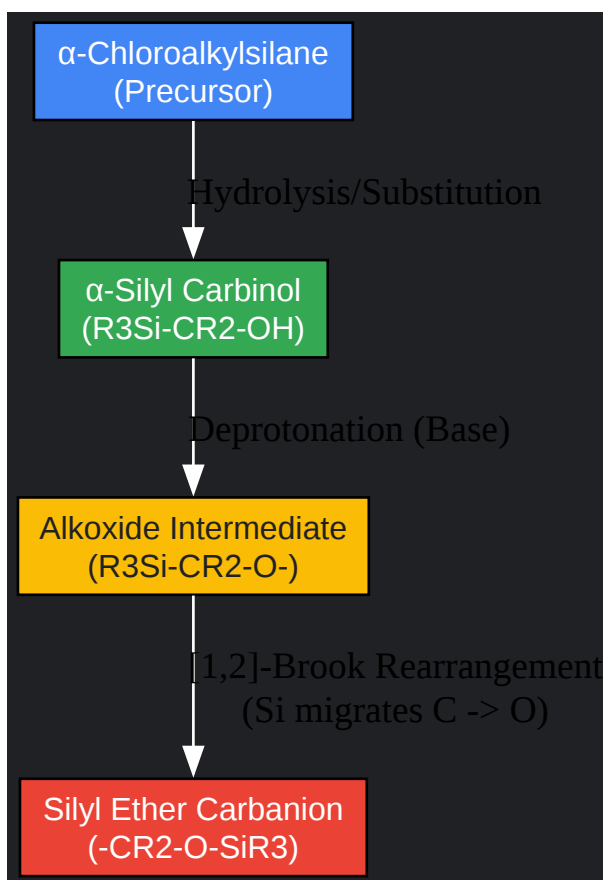 α-Chloroalkylsilane
(Precursor)
Hydrolysis/Substitution
α-Silyl Carbinol
(R3Si-CR2-OH)
Deprotonation (Base)
Alkoxide Intermediate
(R3Si-CR2-O-)
[1,2]-Brook Rearrangement
(Si migrates C -> O)
Silyl Ether Carbanion
(-CR2-O-SiR3)